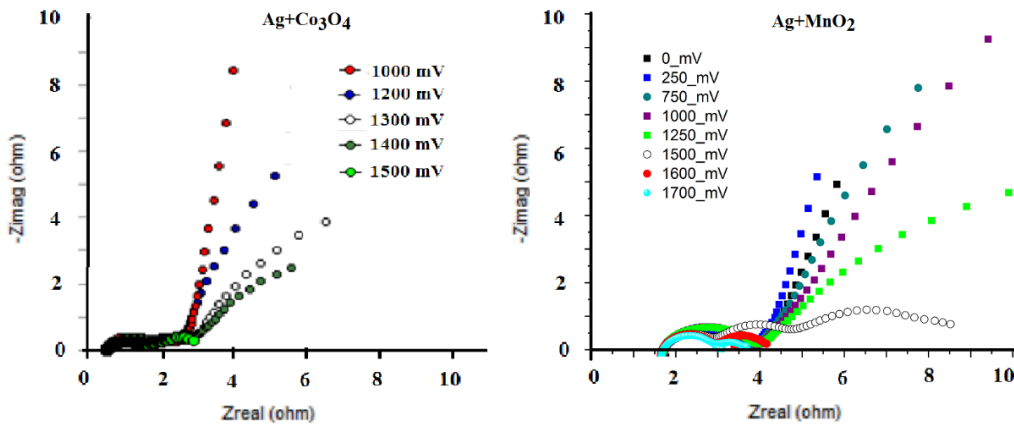 Ag+Co₃O₄
10
8
6
4
2
0
-Zimag (ohm)
1000 mV
1200 mV
1300 mV
1400 mV
1500 mV
0 2 4 6 8 10
Zreal (ohm)
Ag+MnO₂
10
8
6
4
2
0
-Zimag (ohm)
0_mV
250_mV
750_mV
1000_mV
1250_mV
1500_mV
1600_mV
1700_mV
0 2 4 6 8 10
Zreal (ohm)